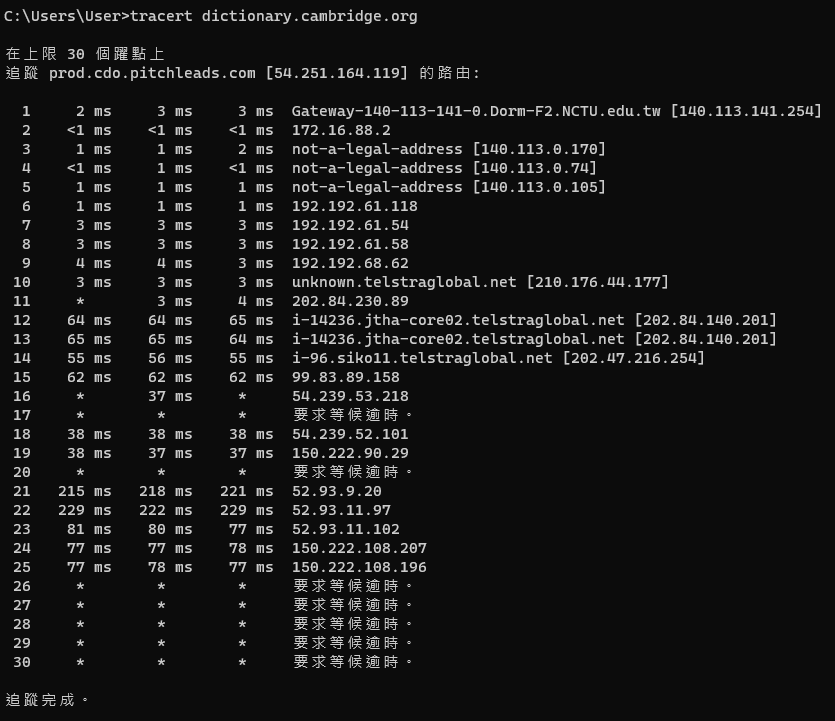 C:\Users\User>tracert dictionary.cambridge.org
在上限 30 個躍點上
追蹤 prod.cdo.pitchleads.com [54.251.164.119] 的路由:
1 2 ms 3 ms 3 ms Gateway-140-113-141-0.Dorm-F2.NCTU.edu.tw [140.113.141.254]
2 <1 ms <1 ms <1 ms 172.16.88.2
3 1 ms 1 ms 2 ms not-a-legal-address [140.113.0.170]
4 <1 ms 1 ms <1 ms not-a-legal-address [140.113.0.74]
5 1 ms 1 ms 1 ms not-a-legal-address [140.113.0.105]
6 1 ms 1 ms 1 ms 192.192.61.118
7 3 ms 3 ms 3 ms 192.192.61.54
8 3 ms 3 ms 3 ms 192.192.61.58
9 4 ms 4 ms 3 ms 192.192.68.62
10 3 ms 3 ms 3 ms unknown.telstraglobal.net [210.176.44.177]
11 * 3 ms 4 ms 202.84.230.89
12 64 ms 64 ms 65 ms i-14236.jtha-core02.telstraglobal.net [202.84.140.201]
13 65 ms 65 ms 64 ms i-14236.jtha-core02.telstraglobal.net [202.84.140.201]
14 55 ms 56 ms 55 ms i-96.siko11.telstraglobal.net [202.47.216.254]
15 62 ms 62 ms 62 ms 99.83.89.158
16 * 37 ms * 54.239.53.218
17 * * * 要求等候逾時。
18 38 ms 38 ms 38 ms 54.239.52.101
19 38 ms 37 ms 37 ms 150.222.90.29
20 * * * 要求等候逾時。
21 215 ms 218 ms 221 ms 52.93.9.20
22 229 ms 222 ms 229 ms 52.93.11.97
23 81 ms 80 ms 77 ms 52.93.11.102
24 77 ms 77 ms 78 ms 150.222.108.207
25 77 ms 78 ms 77 ms 150.222.108.196
26 * * * 要求等候逾時。
27 * * * 要求等候逾時。
28 * * * 要求等候逾時。
29 * * * 要求等候逾時。
30 * * * 要求等候逾時。
追蹤完成。